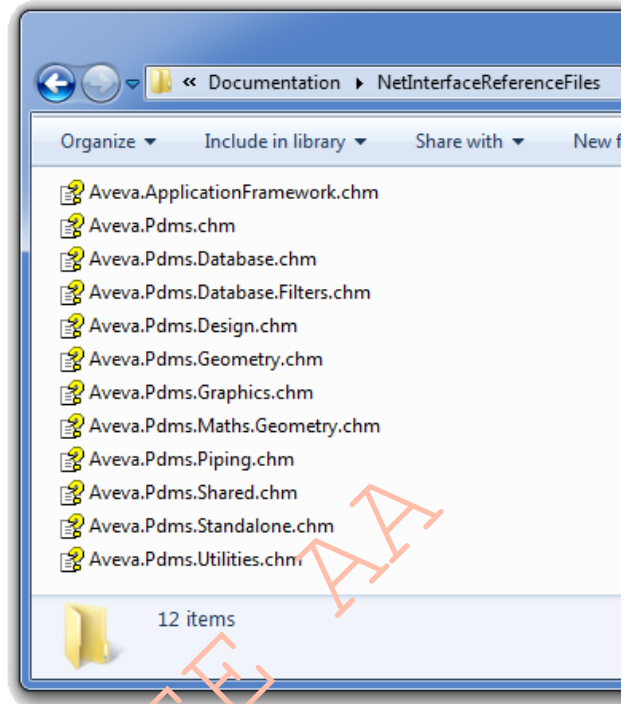 « Documentation ▸ NetInterfaceReferenceFiles
Organize ▼ Include in library ▼ Share with ▼ New f
Aveva.ApplicationFramework.chm
Aveva.Pdms.chm
Aveva.Pdms.Database.chm
Aveva.Pdms.Database.Filters.chm
Aveva.Pdms.Design.chm
Aveva.Pdms.Geometry.chm
Aveva.Pdms.Graphics.chm
Aveva.Pdms.Maths.Geometry.chm
Aveva.Pdms.Piping.chm
Aveva.Pdms.Shared.chm
Aveva.Pdms.Standalone.chm
Aveva.Pdms.Utilities.chm
12 items